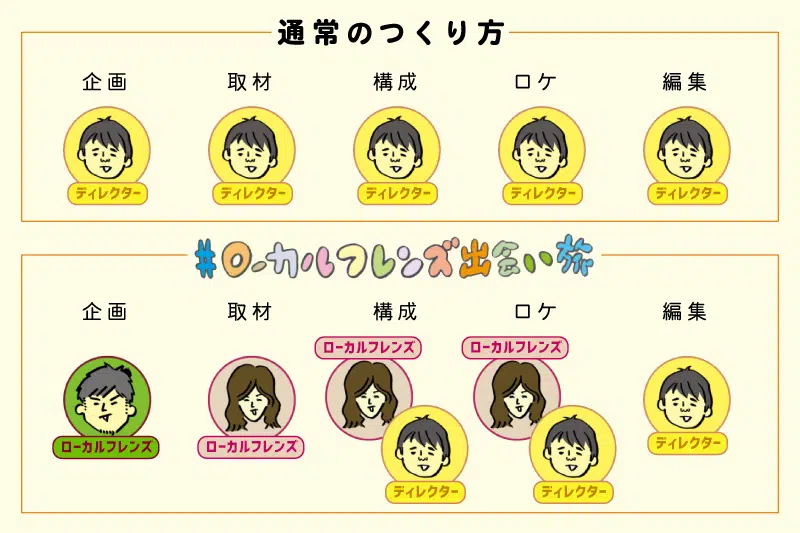 通常のつくり方
企画 取材 構成 ロケ 編集
ディレクター ディレクター ディレクター ディレクター ディレクター
#ローカルフレンズ出会い旅
企画 取材 構成 ロケ 編集
ローカルフレンズ ローカルフレンズ
ローカルフレンズ ローカルフレンズ ディレクター
ディレクター ディレクター